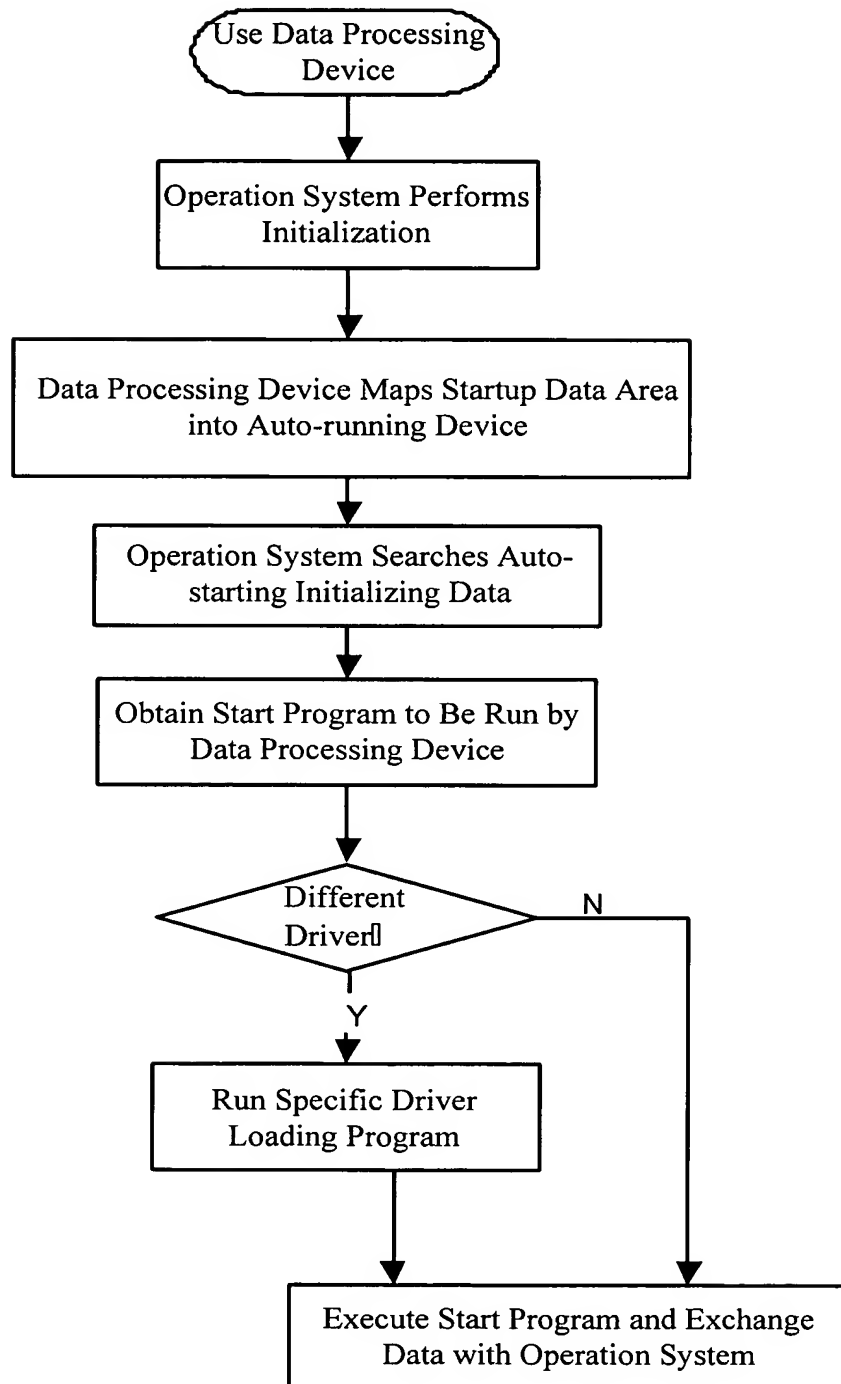 Use Data Processing
Device
Operation System Performs
Initialization
Data Processing Device Maps Startup Data Area
into Auto-running Device
Operation System Searches Auto-
starting Initializing Data
Obtain Start Program to Be Run by
Data Processing Device
Different
Driver▯
N
Y
Run Specific Driver
Loading Program
Execute Start Program and Exchange
Data with Operation System